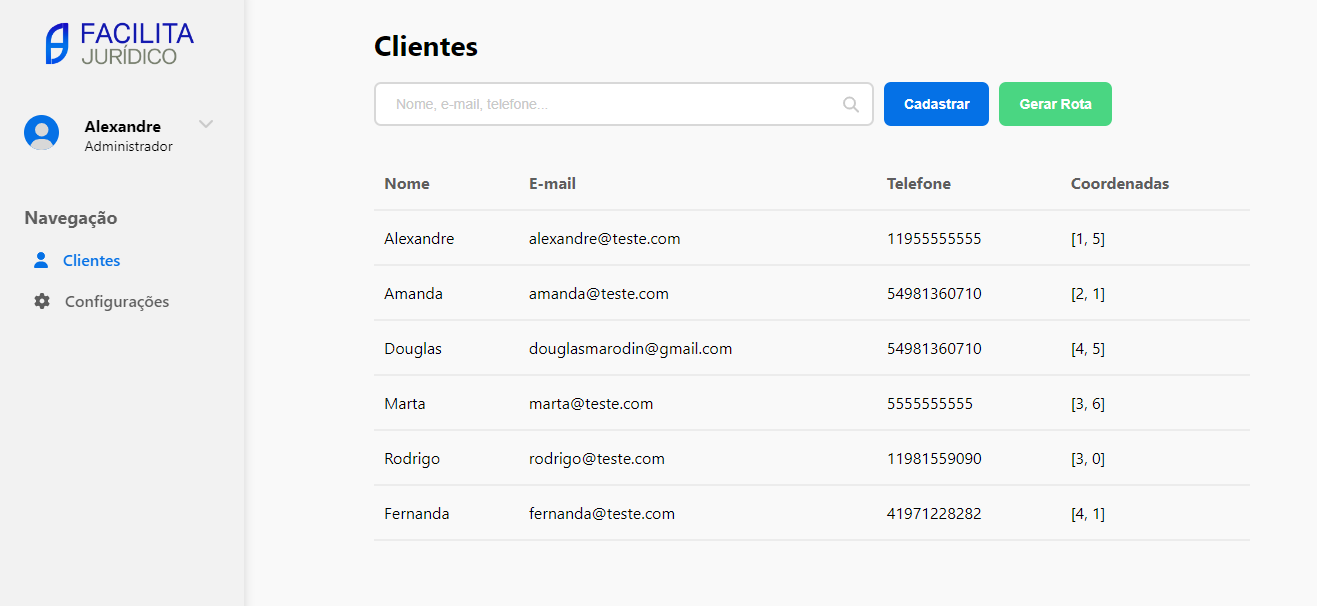 FACILITA
JURÍDICO
Alexandre
Administrador
Navegação
Clientes
Configurações
Clientes
Nome, e-mail, telefone...
Cadastrar
Gerar Rota
Nome E-mail Telefone Coordenadas
Alexandre alexandre@teste.com 11955555555 [1, 5]
Amanda amanda@teste.com 54981360710 [2, 1]
Douglas douglasmarodin@gmail.com 54981360710 [4, 5]
Marta marta@teste.com 5555555555 [3, 6]
Rodrigo rodrigo@teste.com 11981559090 [3, 0]
Fernanda fernanda@teste.com 41971228282 [4, 1]